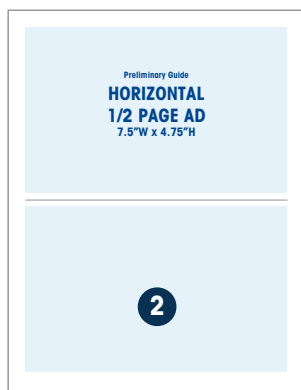 Preliminary Guide
HORIZONTAL
1/2 PAGE AD
7.5”W x 4.75”H
2